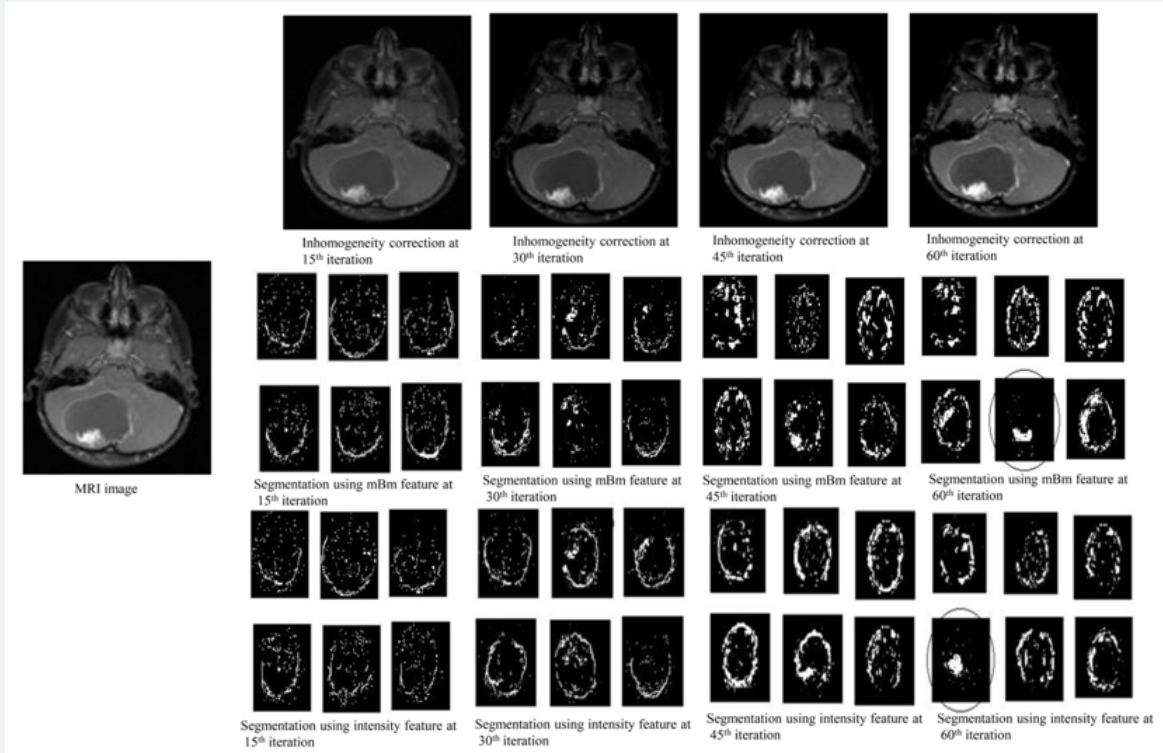 Inhomogeneity correction at
15th iteration
Inhomogeneity correction at
30th iteration
Inhomogeneity correction at
45th iteration
Inhomogeneity correction at
60th iteration
MRI image
Segmentation using mBm feature at
15th iteration
Segmentation using mBm feature at
30th iteration
Segmentation using mBm feature at
45th iteration
Segmentation using mBm feature at
60th iteration
Segmentation using intensity feature at
15th iteration
Segmentation using intensity feature at
30th iteration
Segmentation using intensity feature at
45th iteration
Segmentation using intensity feature at
60th iteration